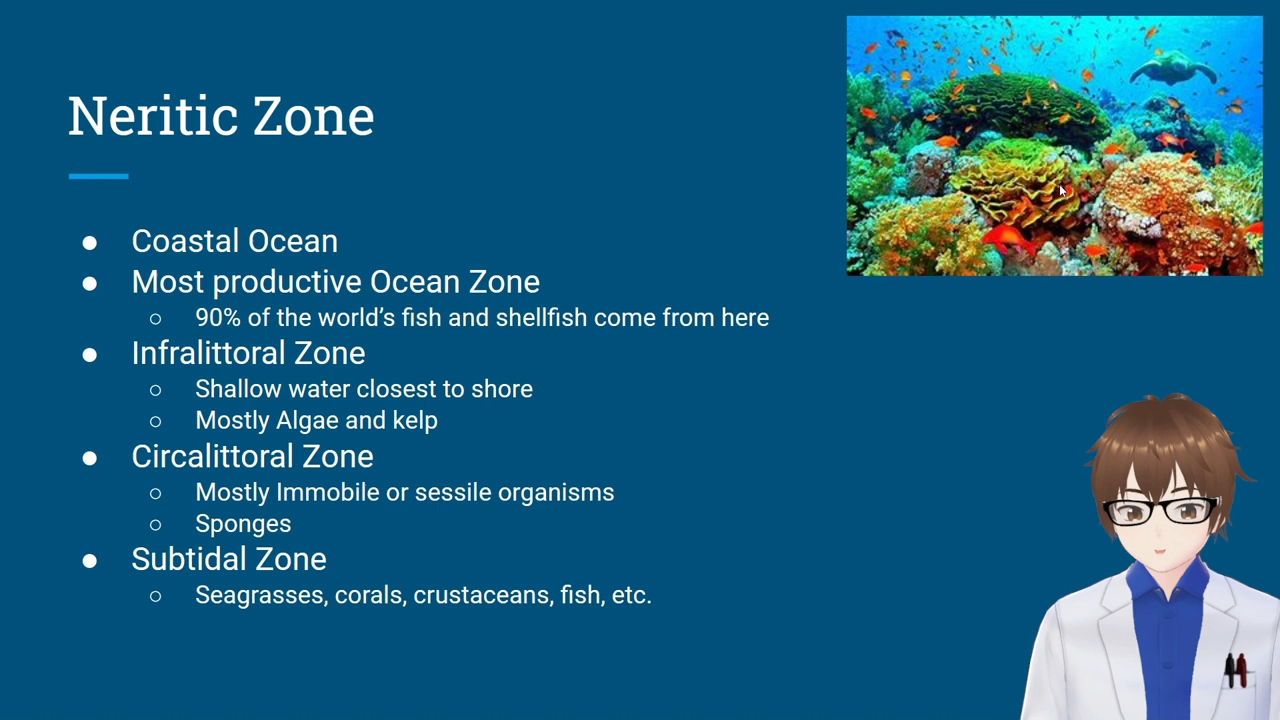 Neritic Zone
● Coastal Ocean
● Most productive Ocean Zone
○ 90% of the world’s fish and shellfish come from here
● Infralittoral Zone
○ Shallow water closest to shore
○ Mostly Algae and kelp
● Circalittoral Zone
○ Mostly Immobile or sessile organisms
○ Sponges
● Subtidal Zone
○ Seagrasses, corals, crustaceans, fish, etc.